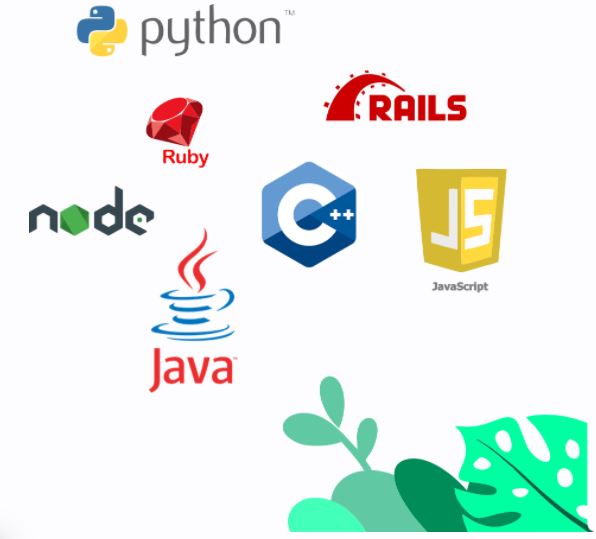 python™
RAILS
Ruby
node
C++
JS
JavaScript
Java™